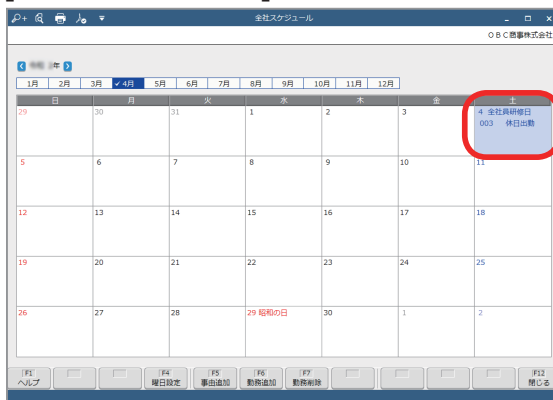 全社スケジュール
OBC商事株式会社
年
1月 2月 3月 ✓4月 5月 6月 7月 8月 9月 10月 11月 12月
日 月 火 水 木 金 土
29 30 31 1 2 3 4 全社員研修日
003 休日出勤
5 6 7 8 9 10 11
12 13 14 15 16 17 18
19 20 21 22 23 24 25
26 27 28 29 昭和の日 30 1 2
F1 F4 F5 F6 F7 F12
ヘルプ 曜日設定 事由追加 勤務追加 勤務削除 閉じる